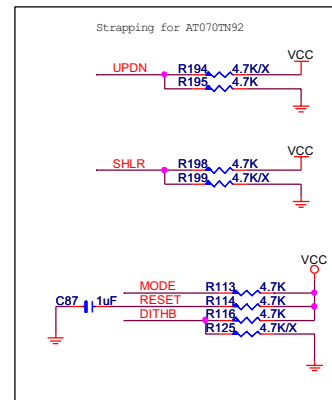 Strapping for AT070TN92
VCC
UPDN R194 4.7K/X
R195 4.7K
VCC
SHLR R198 4.7K
R199 4.7K/X
VCC
MODE R113 4.7K
C87 1uF RESET R114 4.7K
DITHB R116 4.7K
R125 4.7K/X